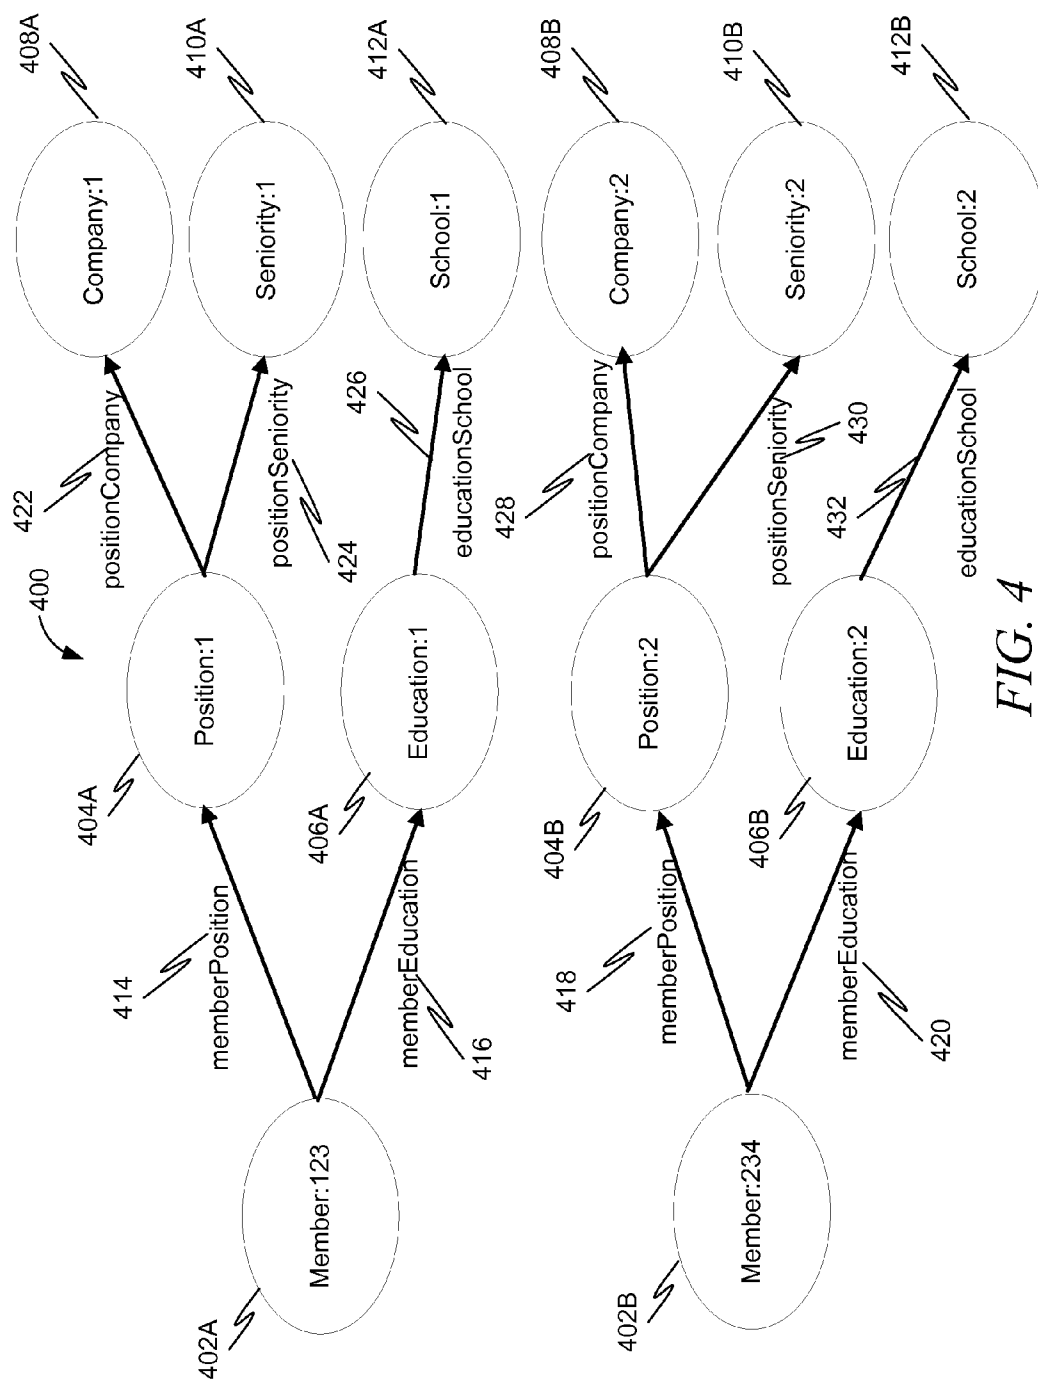 400
408A
Company:1
422
positionCompany
404A
Position:1
410A
Seniority:1
positionSeniority
424
414
memberPosition
402A
Member:123
memberEducation
416
406A
Education:1
426
educationSchool
412A
School:1
408B
Company:2
428
positionCompany
404B
Position:2
410B
Seniority:2
positionSeniority
430
418
memberPosition
402B
Member:234
memberEducation
420
406B
Education:2
432
educationSchool
412B
School:2
FIG. 4